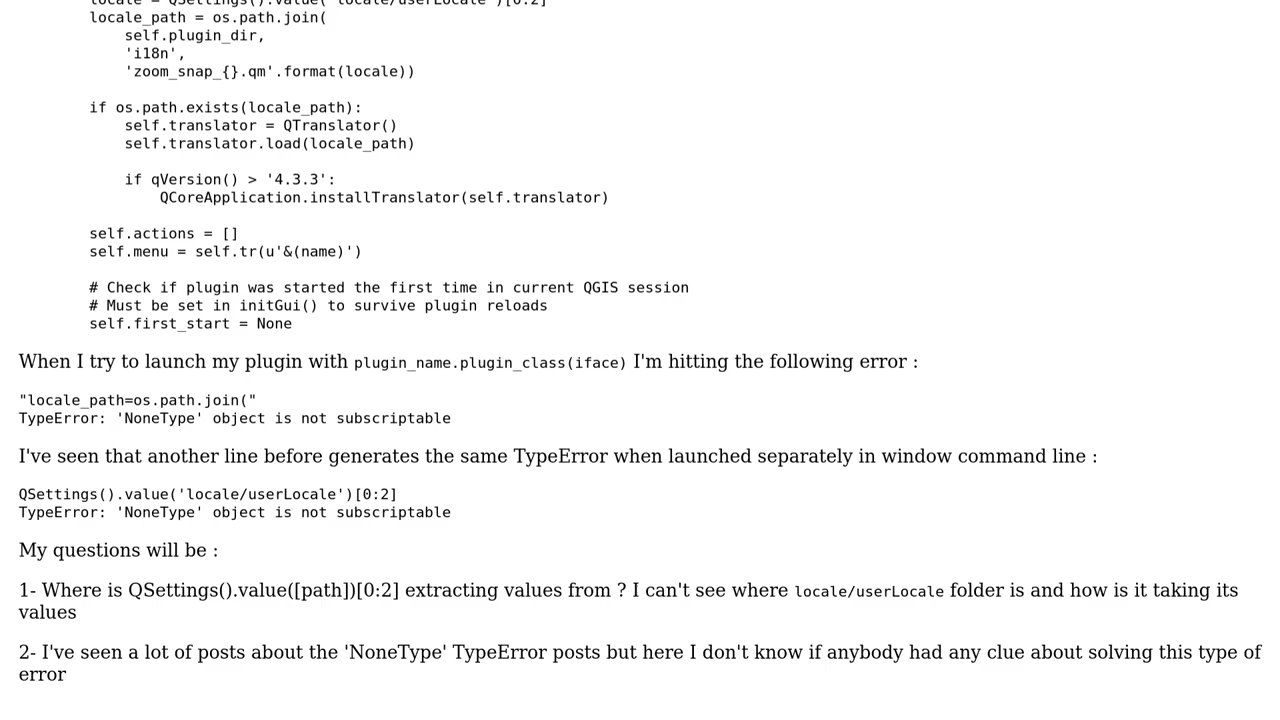 locale = QSettings().value('locale/userLocale')[0:2]
locale_path = os.path.join(
self.plugin_dir,
'i18n',
'zoom_snap_{}.qm'.format(locale))
if os.path.exists(locale_path):
self.translator = QTranslator()
self.translator.load(locale_path)
if qVersion() > '4.3.3':
QCoreApplication.installTranslator(self.translator)
self.actions = []
self.menu = self.tr(u'&(name)')
# Check if plugin was started the first time in current QGIS session
# Must be set in initGui() to survive plugin reloads
self.first_start = None
When I try to launch my plugin with plugin_name.plugin_class(iface) I'm hitting the following error :
"locale_path=os.path.join("
TypeError: 'NoneType' object is not subscriptable
I've seen that another line before generates the same TypeError when launched separately in window command line :
QSettings().value('locale/userLocale')[0:2]
TypeError: 'NoneType' object is not subscriptable
My questions will be :
1- Where is QSettings().value([path])[0:2] extracting values from ? I can't see where locale/userLocale folder is and how is it taking its
values
2- I've seen a lot of posts about the 'NoneType' TypeError posts but here I don't know if anybody had any clue about solving this type of
error